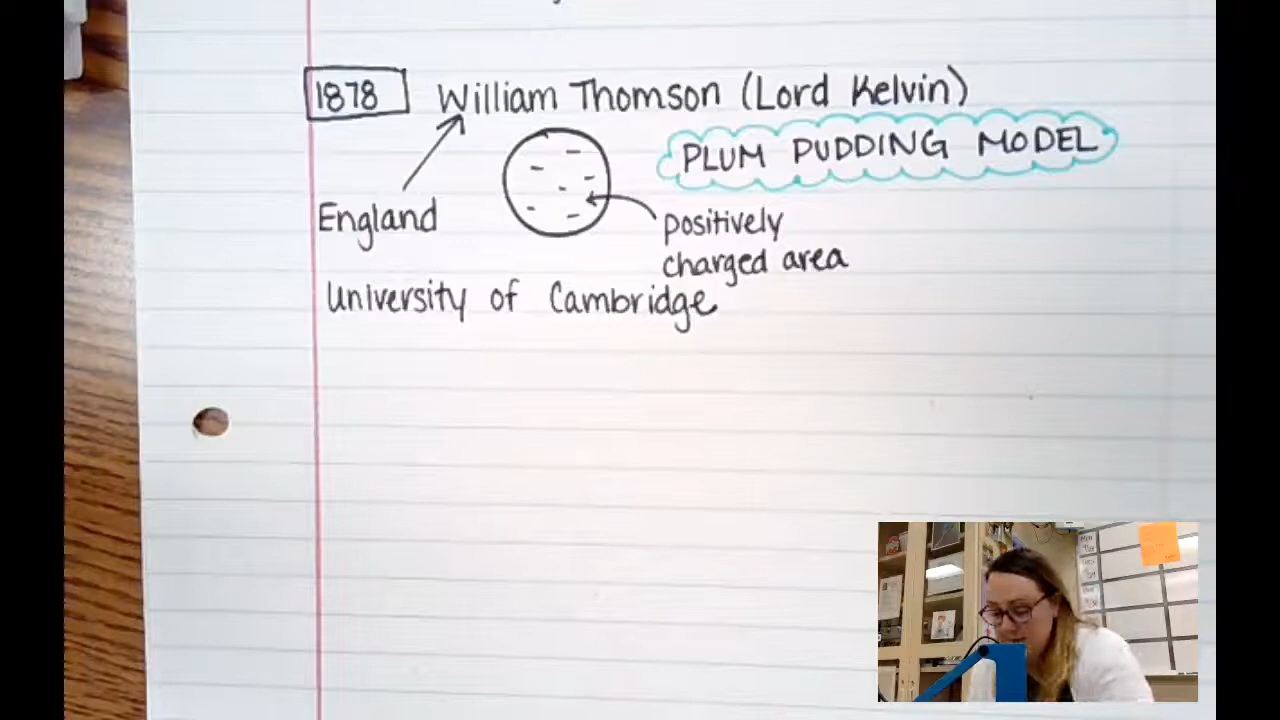 1878 William Thomson (Lord Kelvin)
PLUM PUDDING MODEL
England
positively
charged area
University of Cambridge